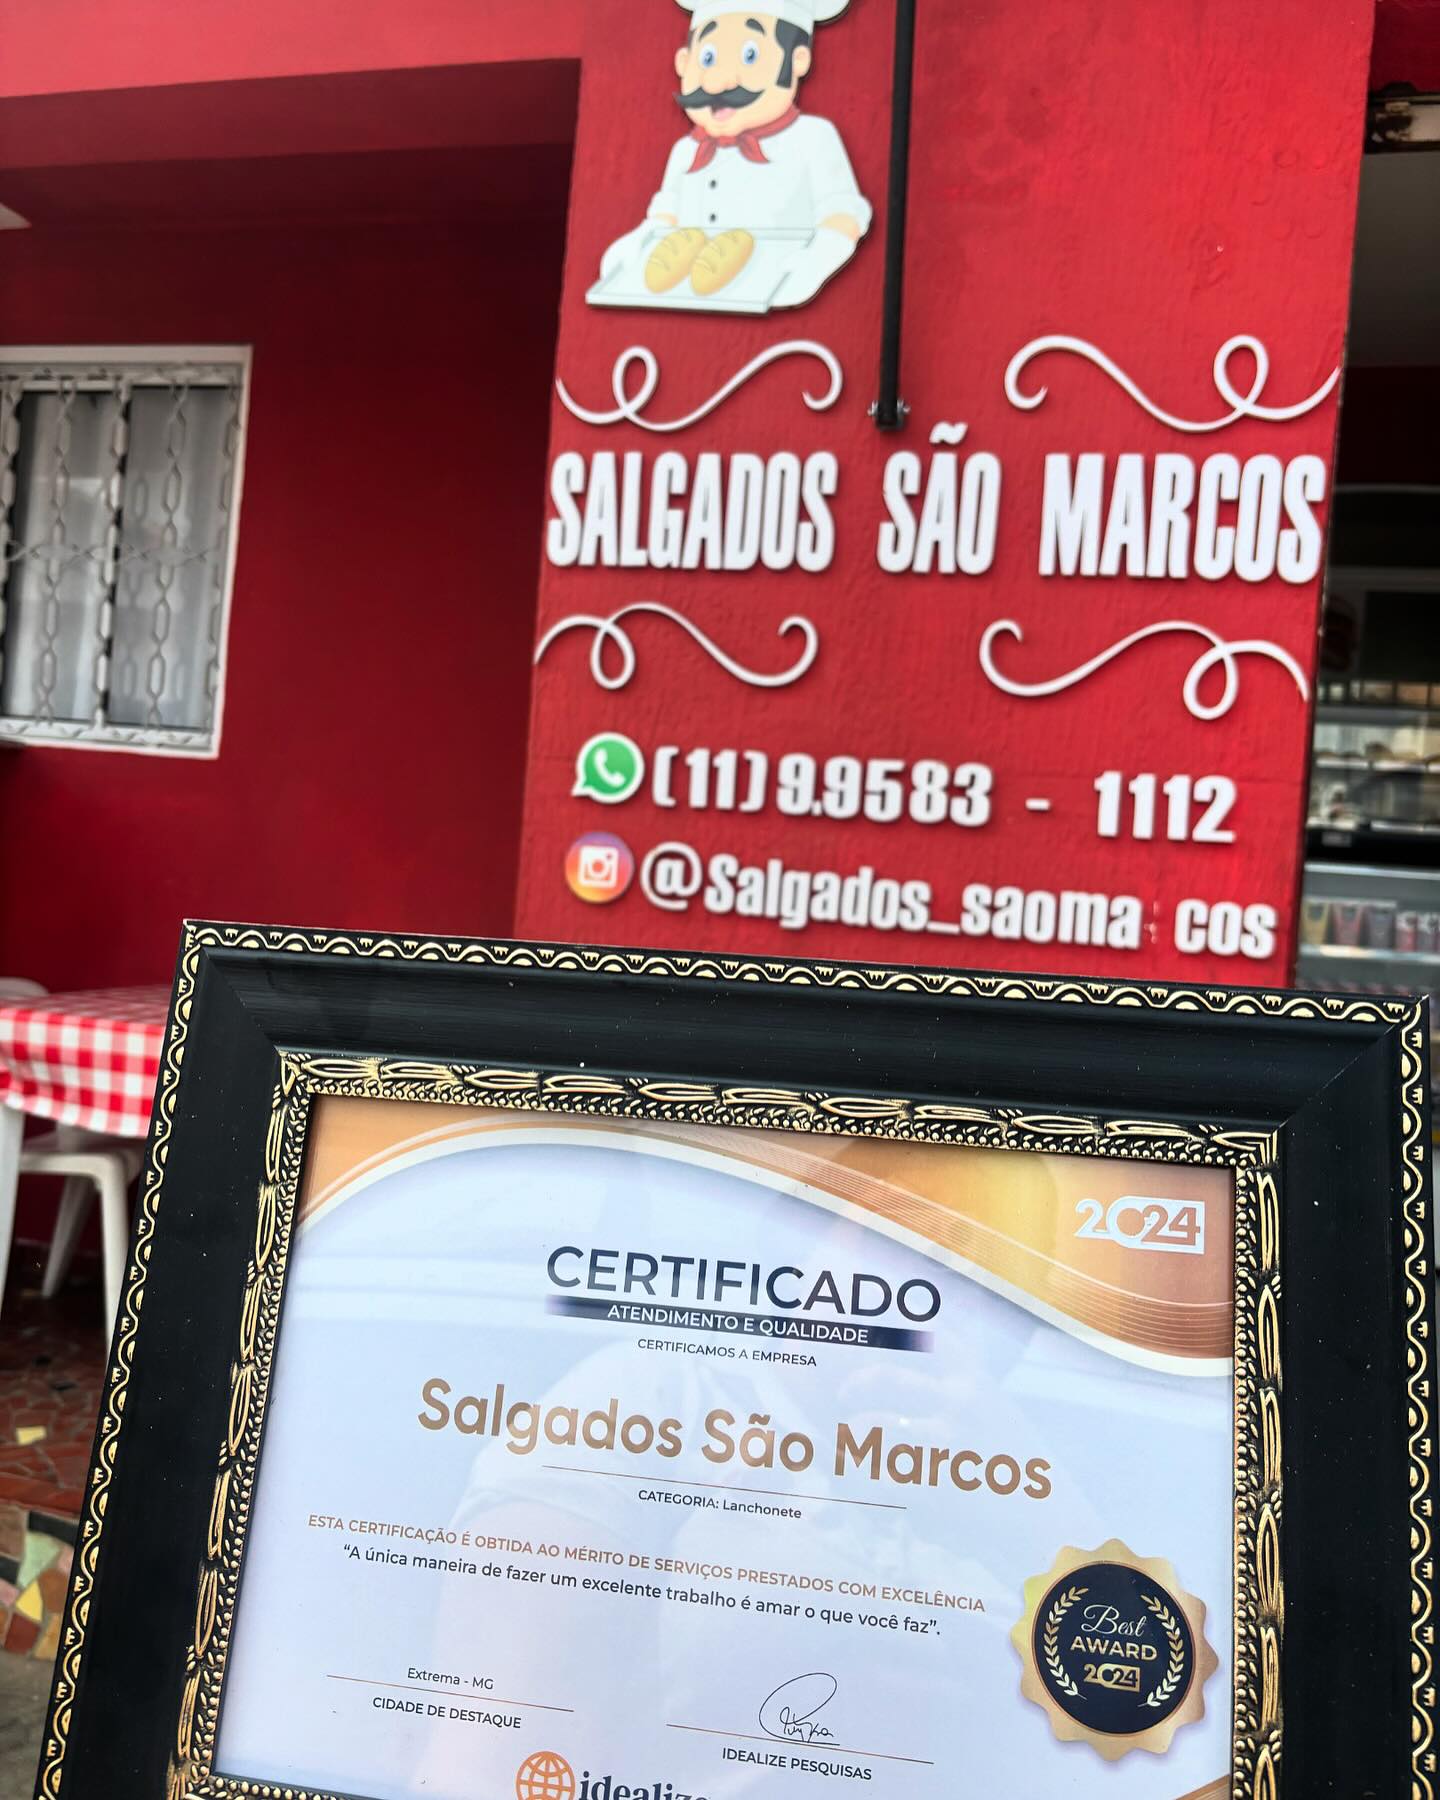 SALGADOS SÃO MARCOS
(11)9.9583 - 1112
@Salgados_saoma cos
2024
CERTIFICADO
ATENDIMENTO E QUALIDADE
CERTIFICAMOS A EMPRESA
Salgados São Marcos
CATEGORIA: Lanchonete
ESTA CERTIFICAÇÃO É OBTIDA AO MÉRITO DE SERVIÇOS PRESTADOS COM EXCELÊNCIA
“A única maneira de fazer um excelente trabalho é amar o que você faz”.
Best
AWARD
2024
Extrema - MG
CIDADE DE DESTAQUE
IDEALIZE PESQUISAS
idealize